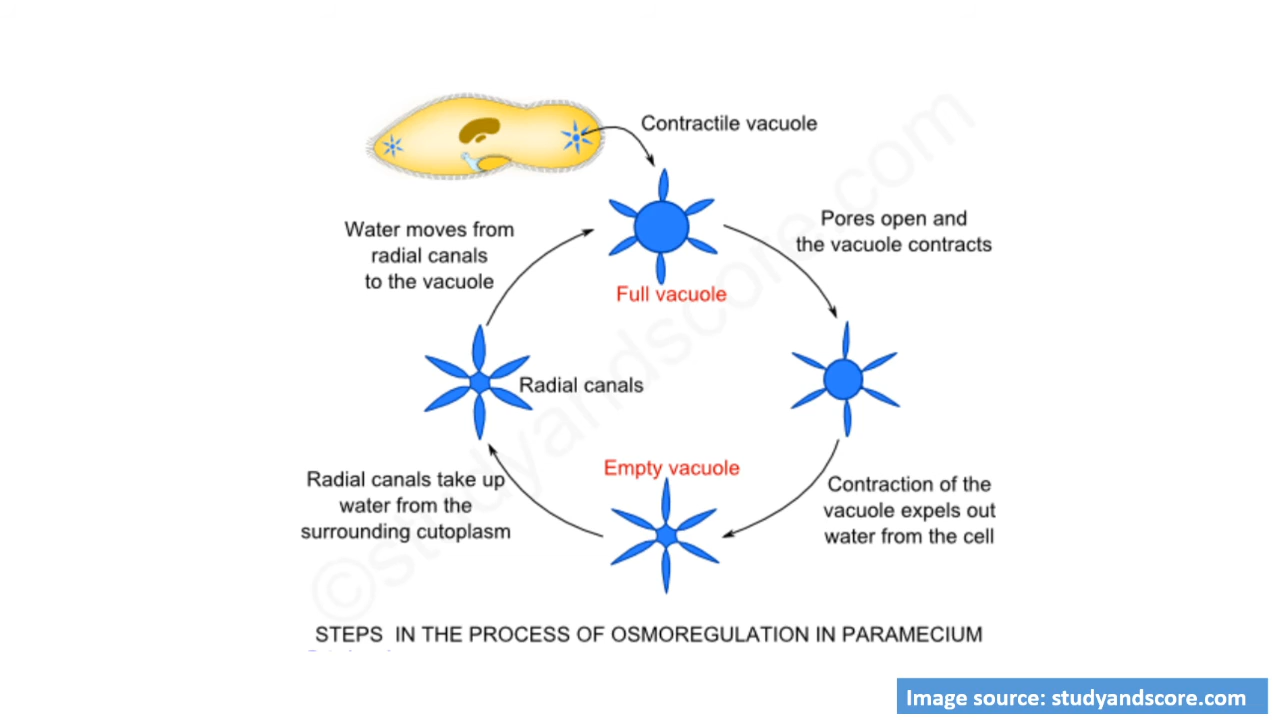 Contractile vacuole
Pores open and
the vacuole contracts
Water moves from
radial canals
to the vacuole
Full vacuole
Radial canals
Empty vacuole
Radial canals take up
water from the
surrounding cutoplasm
Contraction of the
vacuole expels out
water from the cell
©studyandscore.com
STEPS IN THE PROCESS OF OSMOREGULATION IN PARAMECIUM
Image source: studyandscore.com